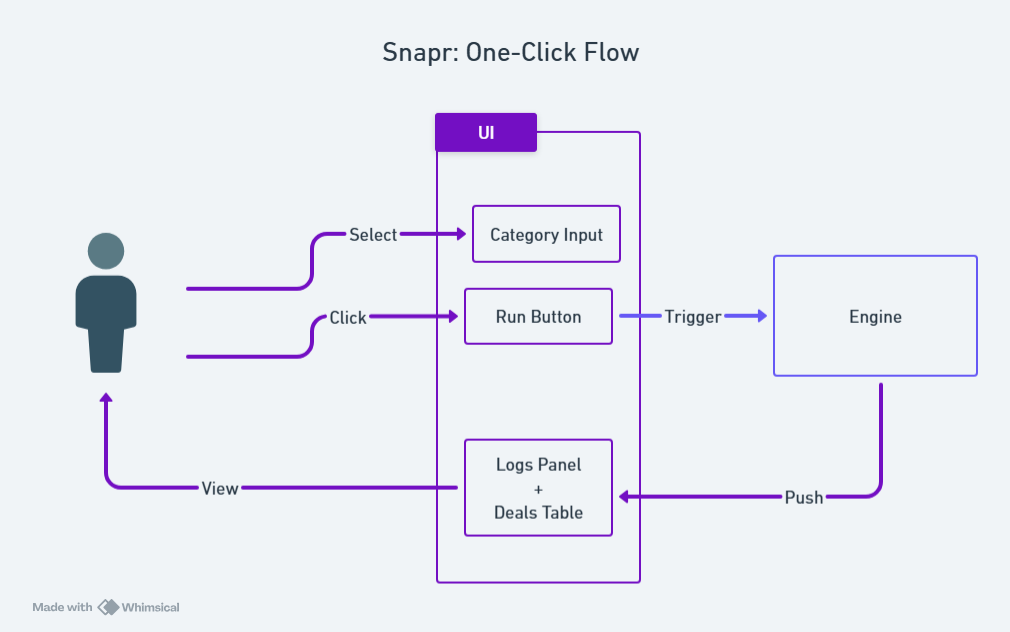 Snapr: One-Click Flow
UI
Select
Category Input
Click
Run Button
Trigger
Engine
Logs Panel
+
Deals Table
View
Push
Made with Whimsical